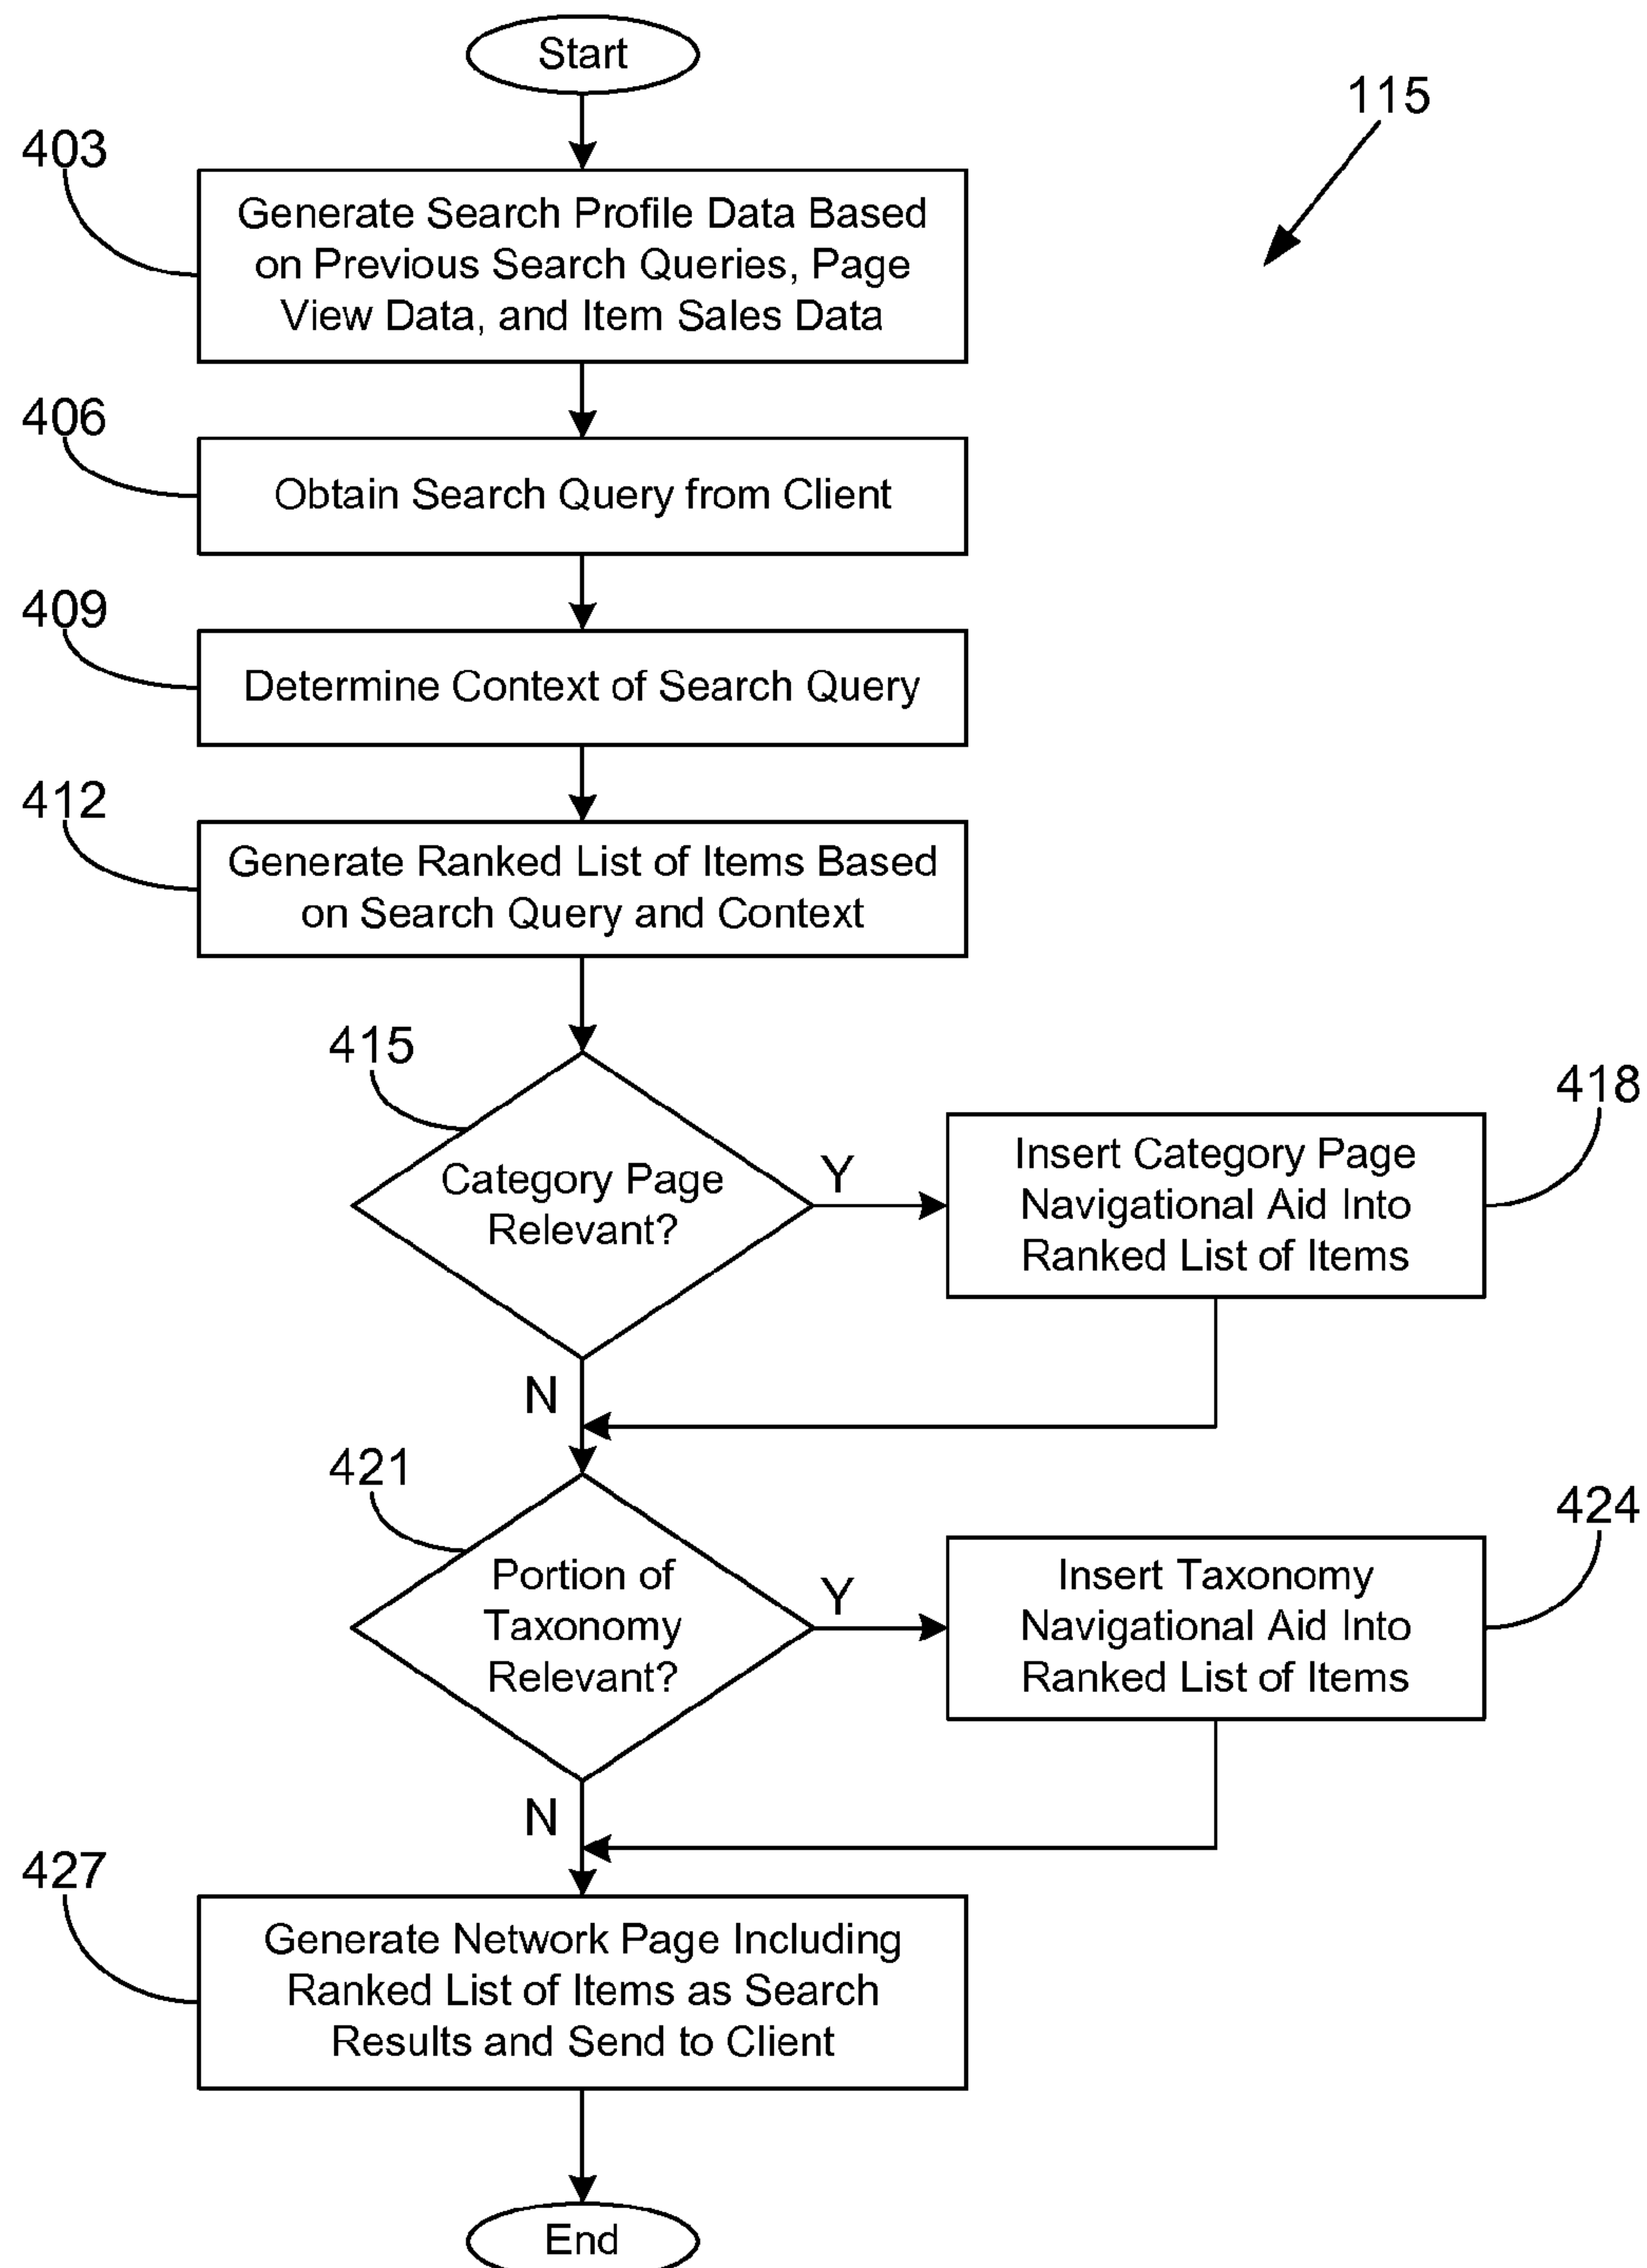 Start
115
403
Generate Search Profile Data Based
on Previous Search Queries, Page
View Data, and Item Sales Data
406
Obtain Search Query from Client
409
Determine Context of Search Query
412
Generate Ranked List of Items Based
on Search Query and Context
415
Category Page
Relevant?
Y
418
Insert Category Page
Navigational Aid Into
Ranked List of Items
N
421
Portion of
Taxonomy
Relevant?
Y
424
Insert Taxonomy
Navigational Aid Into
Ranked List of Items
N
427
Generate Network Page Including
Ranked List of Items as Search
Results and Send to Client
End